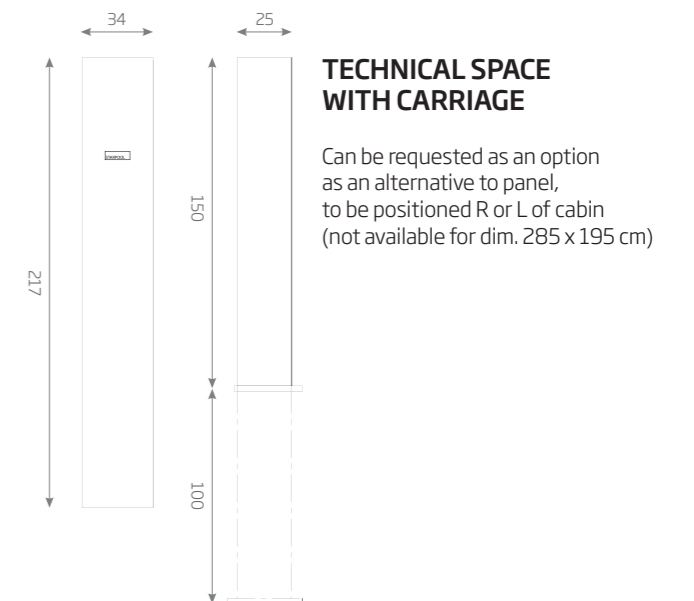 34
25
TECHNICAL SPACE
WITH CARRIAGE
Can be requested as an option
as an alternative to panel,
to be positioned R or L of cabin
(not available for dim. 285 x 195 cm)
150
217
100